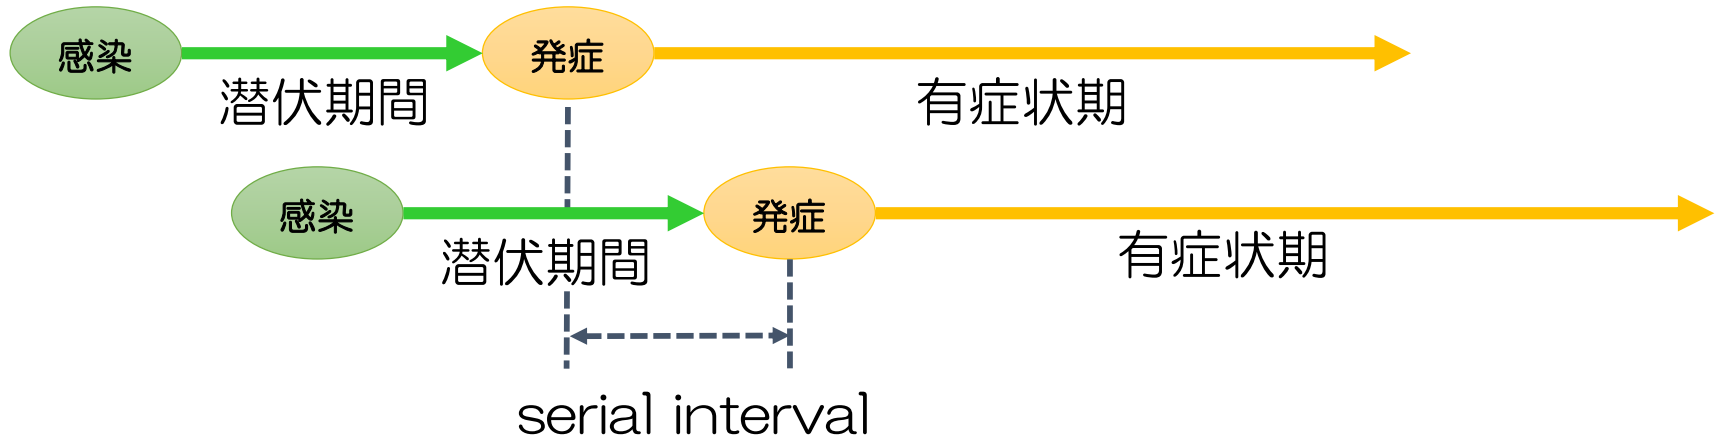 感染
発症
潜伏期間
有症状期
感染
発症
潜伏期間
有症状期
serial interval